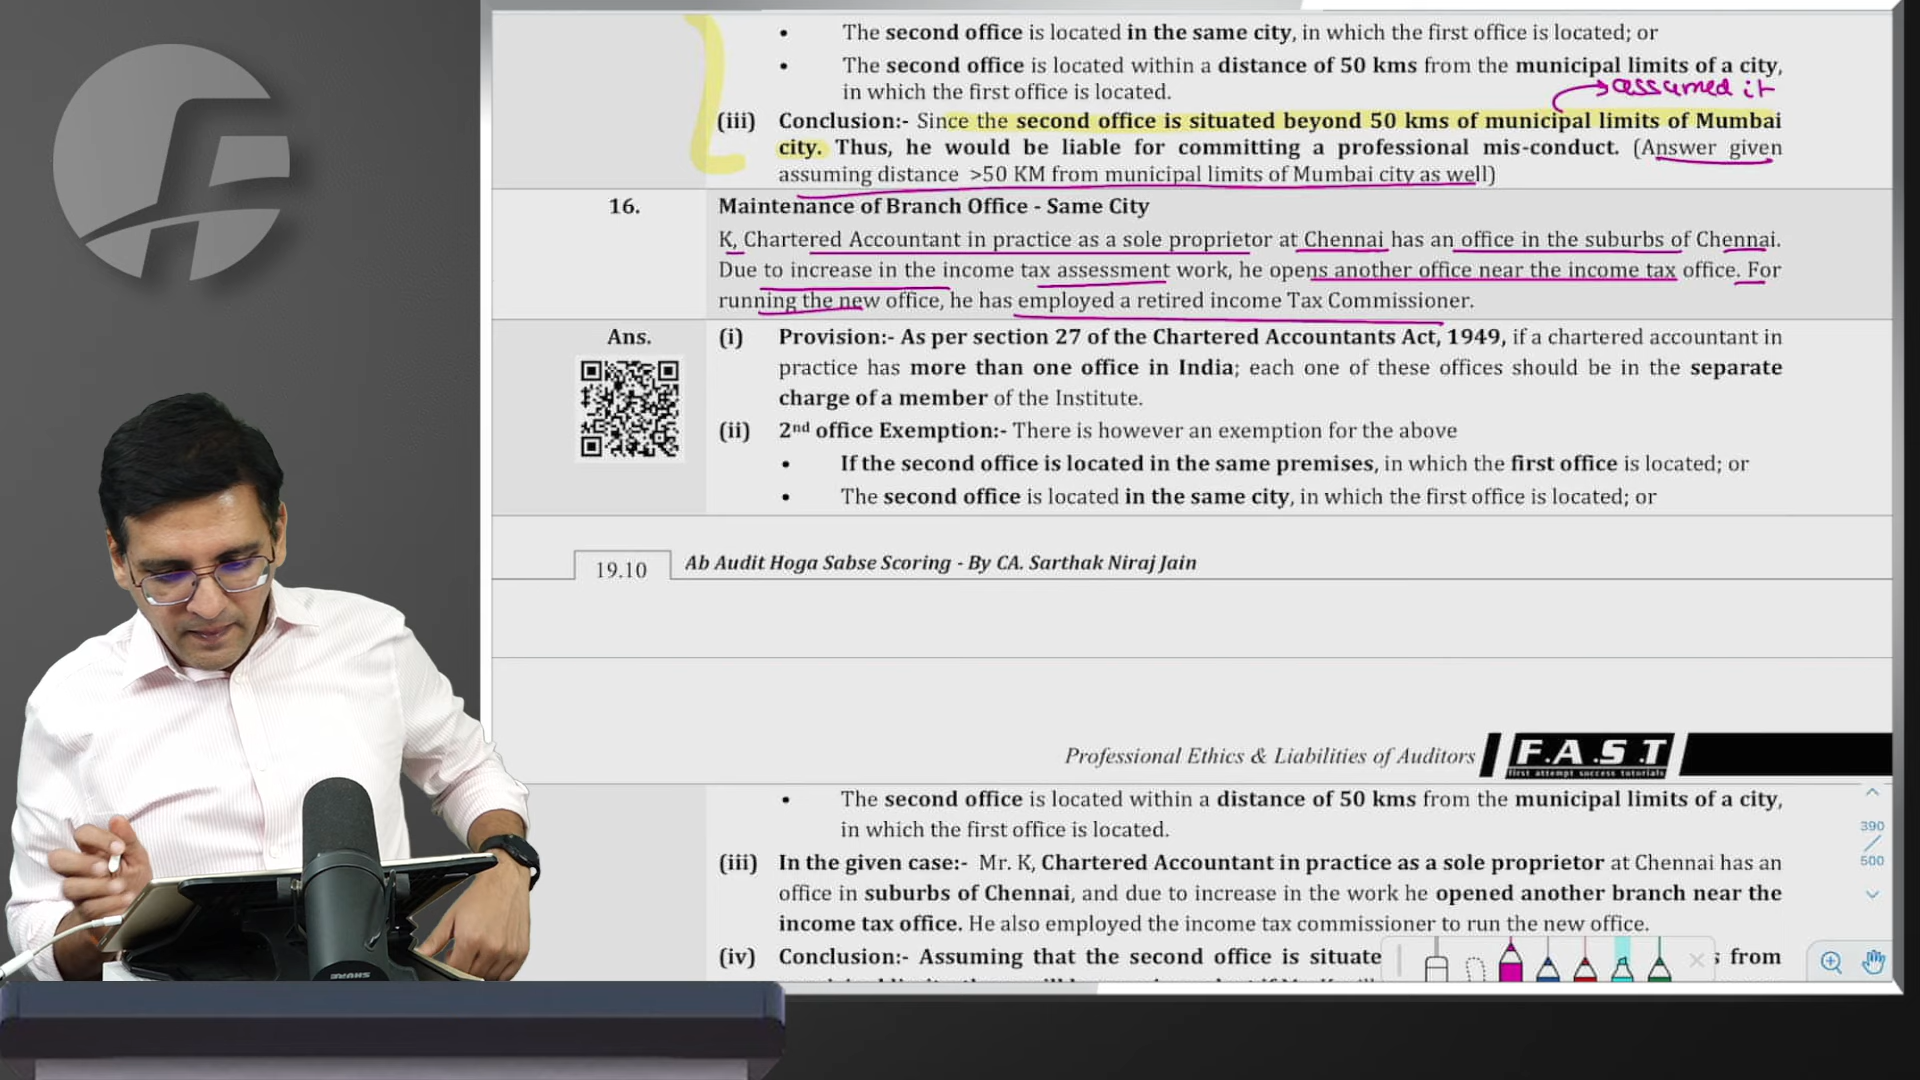 • The second office is located in the same city, in which the first office is located; or
• The second office is located within a distance of 50 kms from the municipal limits of a city,
in which the first office is located.
assumed it
(iii) Conclusion:- Since the second office is situated beyond 50 kms of municipal limits of Mumbai
city. Thus, he would be liable for committing a professional mis-conduct. (Answer given
assuming distance >50 KM from municipal limits of Mumbai city as well)
16. Maintenance of Branch Office - Same City
K, Chartered Accountant in practice as a sole proprietor at Chennai has an office in the suburbs of Chennai.
Due to increase in the income tax assessment work, he opens another office near the income tax office. For
running the new office, he has employed a retired income Tax Commissioner.
Ans. (i) Provision:- As per section 27 of the Chartered Accountants Act, 1949, if a chartered accountant in
practice has more than one office in India; each one of these offices should be in the separate
charge of a member of the Institute.
(ii) 2nd office Exemption:- There is however an exemption for the above
• If the second office is located in the same premises, in which the first office is located; or
• The second office is located in the same city, in which the first office is located; or
19.10 Ab Audit Hoga Sabse Scoring - By CA. Sarthak Niraj Jain
Professional Ethics & Liabilities of Auditors F.A.S.T
first attempt success tutorials
• The second office is located within a distance of 50 kms from the municipal limits of a city,
in which the first office is located.
390
/
500
(iii) In the given case:- Mr. K, Chartered Accountant in practice as a sole proprietor at Chennai has an
office in suburbs of Chennai, and due to increase in the work he opened another branch near the
income tax office. He also employed the income tax commissioner to run the new office.
(iv) Conclusion:- Assuming that the second office is situate from
SHURE